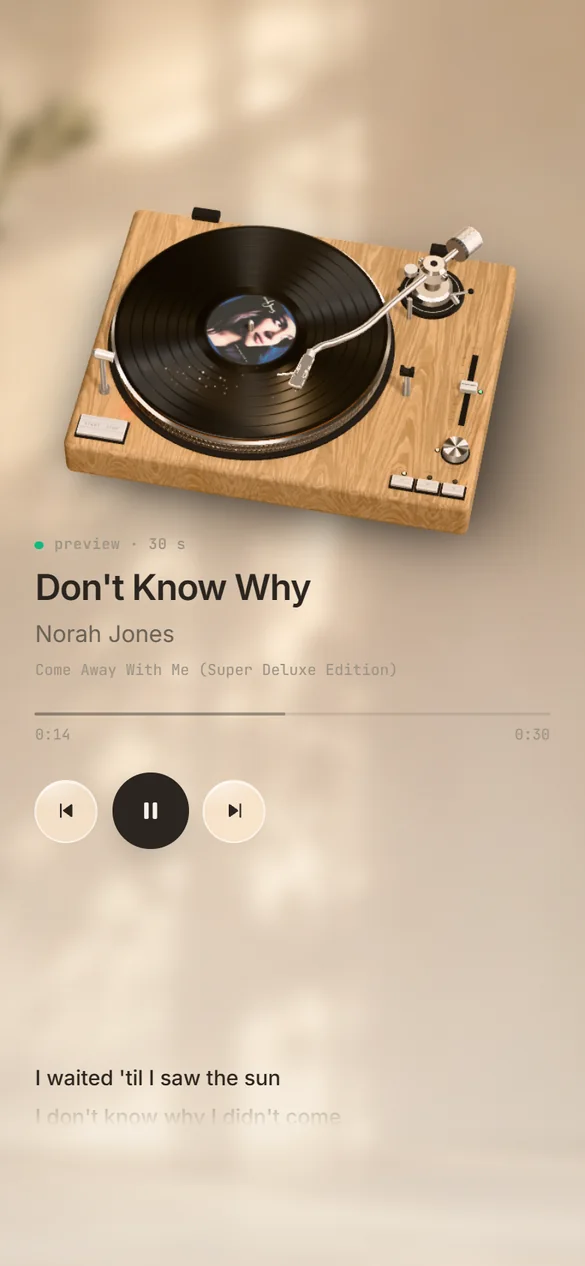 preview · 30 s
Don't Know Why
Norah Jones
Come Away With Me (Super Deluxe Edition)
0:14
0:30
I waited 'til I saw the sun
I don't know why I didn't come